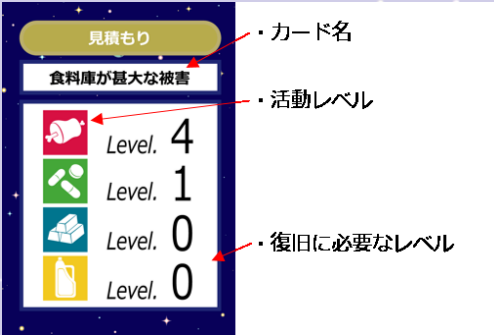 見積もり
食料庫が甚大な被害
Level. 4
Level. 1
Level. 0
Level. 0
・カード名
・活動レベル
・復旧に必要なレベル